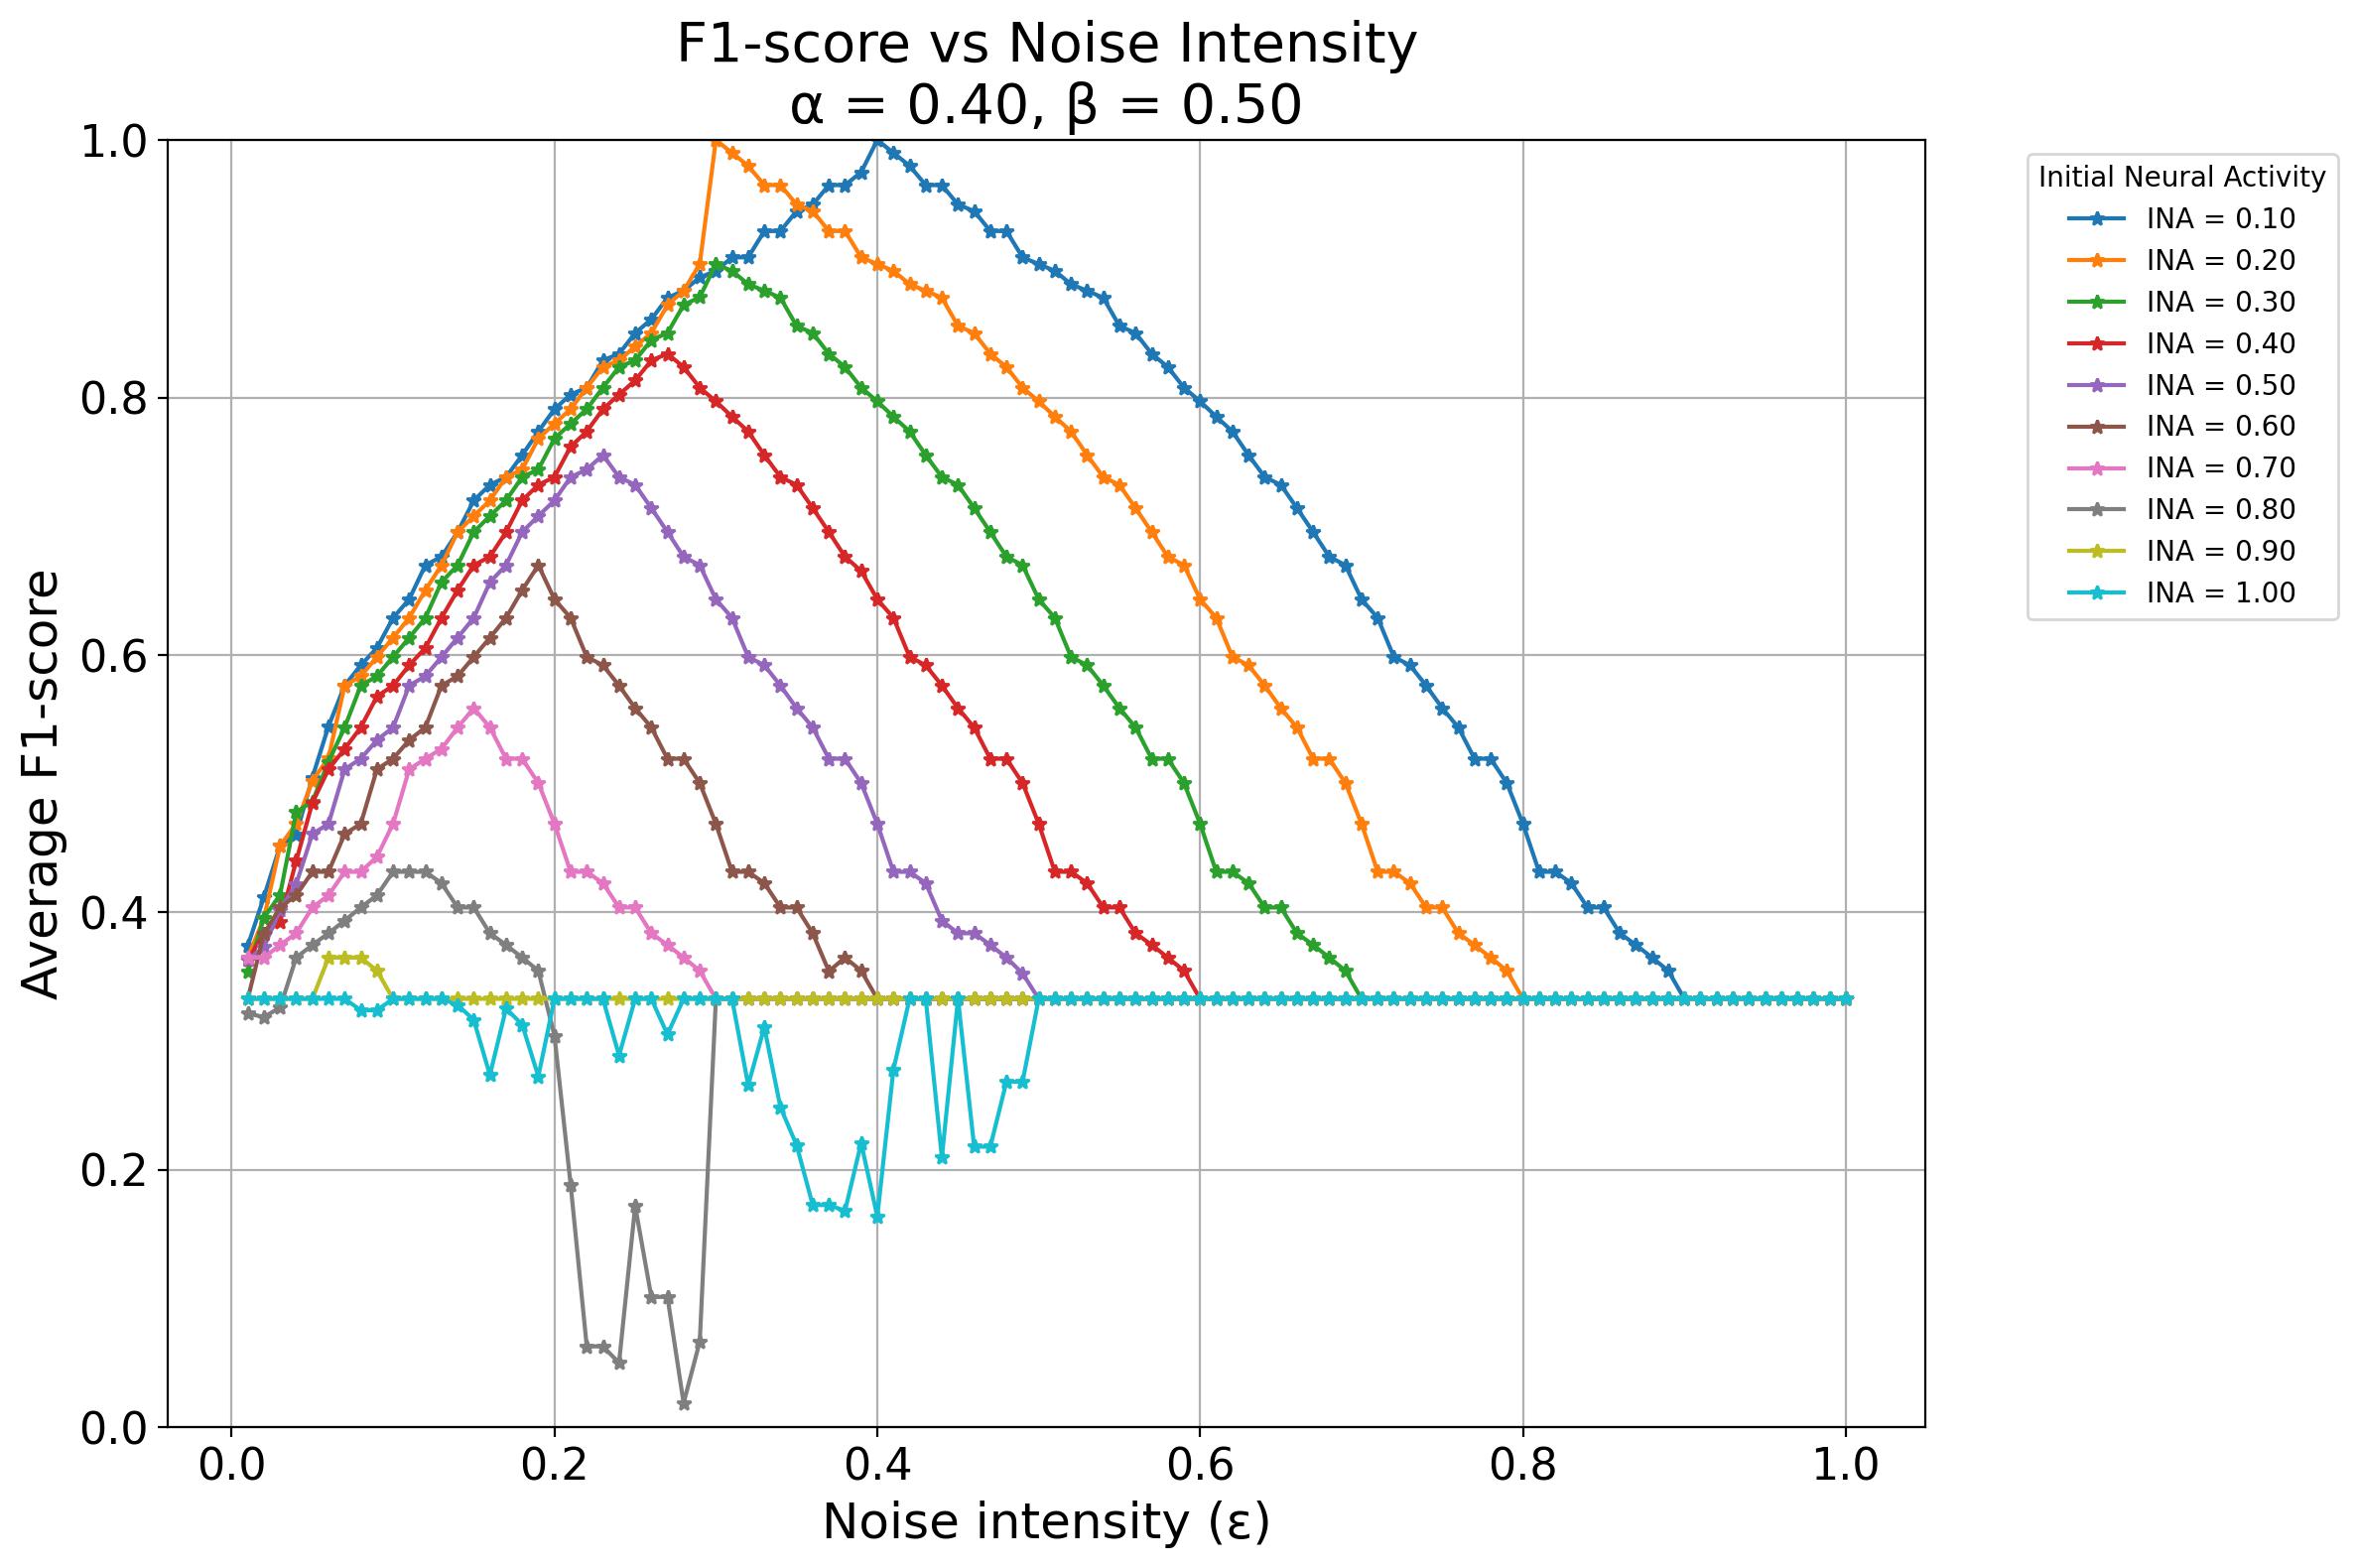 F1-score vs Noise Intensity
α = 0.40, β = 0.50
Average F1-score
1.0
0.8
0.6
0.4
0.2
0.0
0.0 0.2 0.4 0.6 0.8 1.0
Noise intensity (ε)
Initial Neural Activity
INA = 0.10
INA = 0.20
INA = 0.30
INA = 0.40
INA = 0.50
INA = 0.60
INA = 0.70
INA = 0.80
INA = 0.90
INA = 1.00